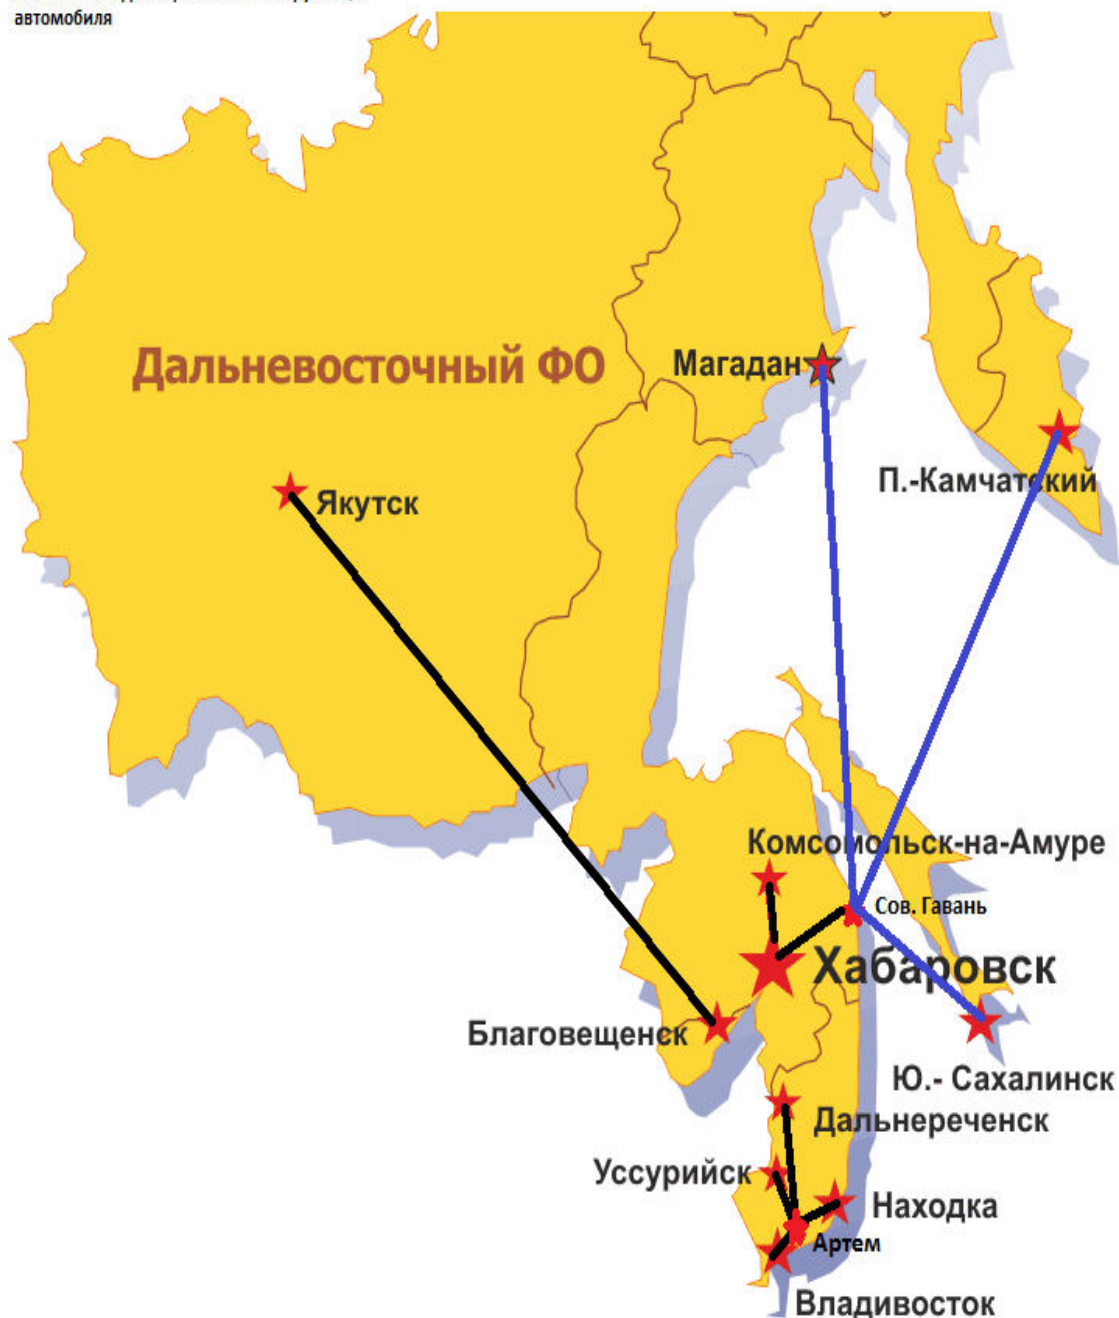 автомобиля
Дальневосточный ФО
Магадан
П.-Камчатский
Якутск
Комсомольск-на-Амуре
Сов. Гавань
Хабаровск
Благовещенск
Ю.- Сахалинск
Дальнереченск
Уссурийск
Находка
Артем
Владивосток